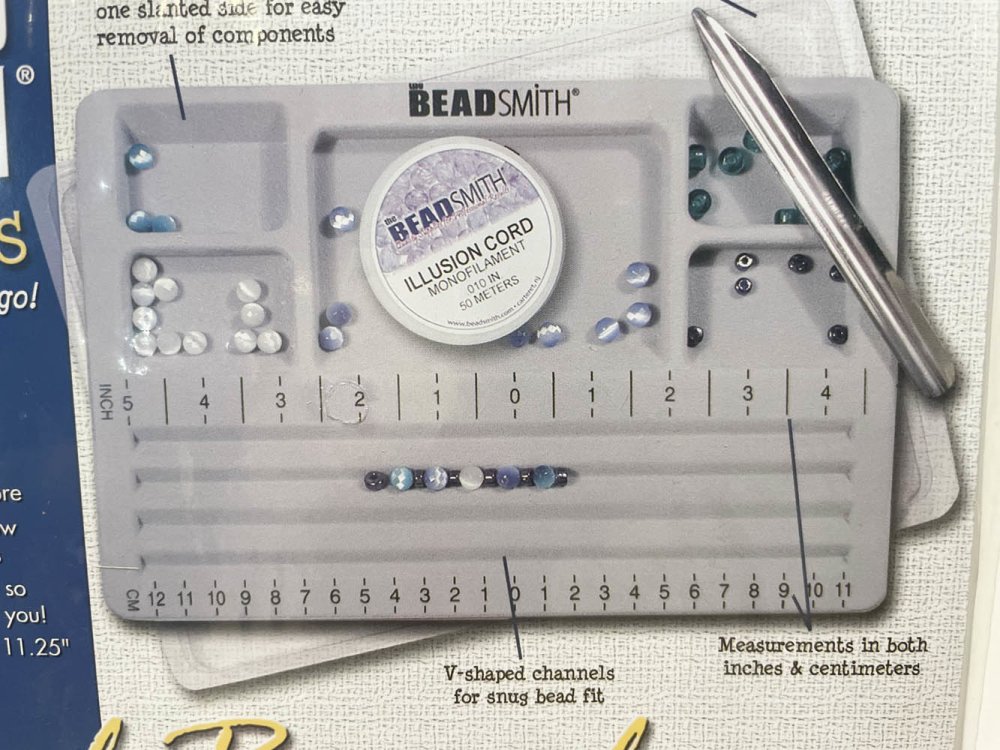 one slanted side for easy
removal of components
®
the
BEADSMITH®
the BEADSMITH®
ILLUSION CORD
MONOFILAMENT
.010 IN
50 METERS
www.beadsmith.com
S
go!
INCH 5 4 3 2 1 0 1 2 3 4
ore
w
so
you!
11.25"
CM 12 11 10 9 8 7 6 5 4 3 2 1 0 1 2 3 4 5 6 7 8 9 10 11
V-shaped channels
for snug bead fit
Measurements in both
inches & centimeters